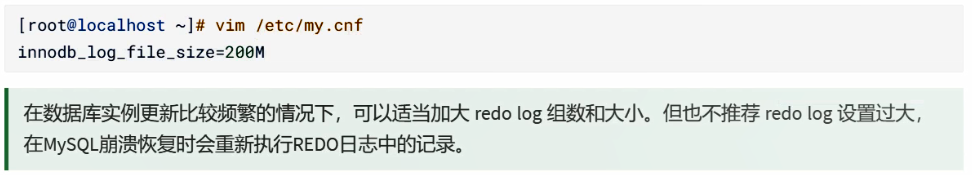 [root@localhost ~]# vim /etc/my.cnf
innodb_log_file_size=200M
在数据库实例更新比较频繁的情况下，可以适当加大 redo log 组数和大小。但也不推荐 redo log 设置过大，
在MySQL崩溃恢复时会重新执行REDO日志中的记录。